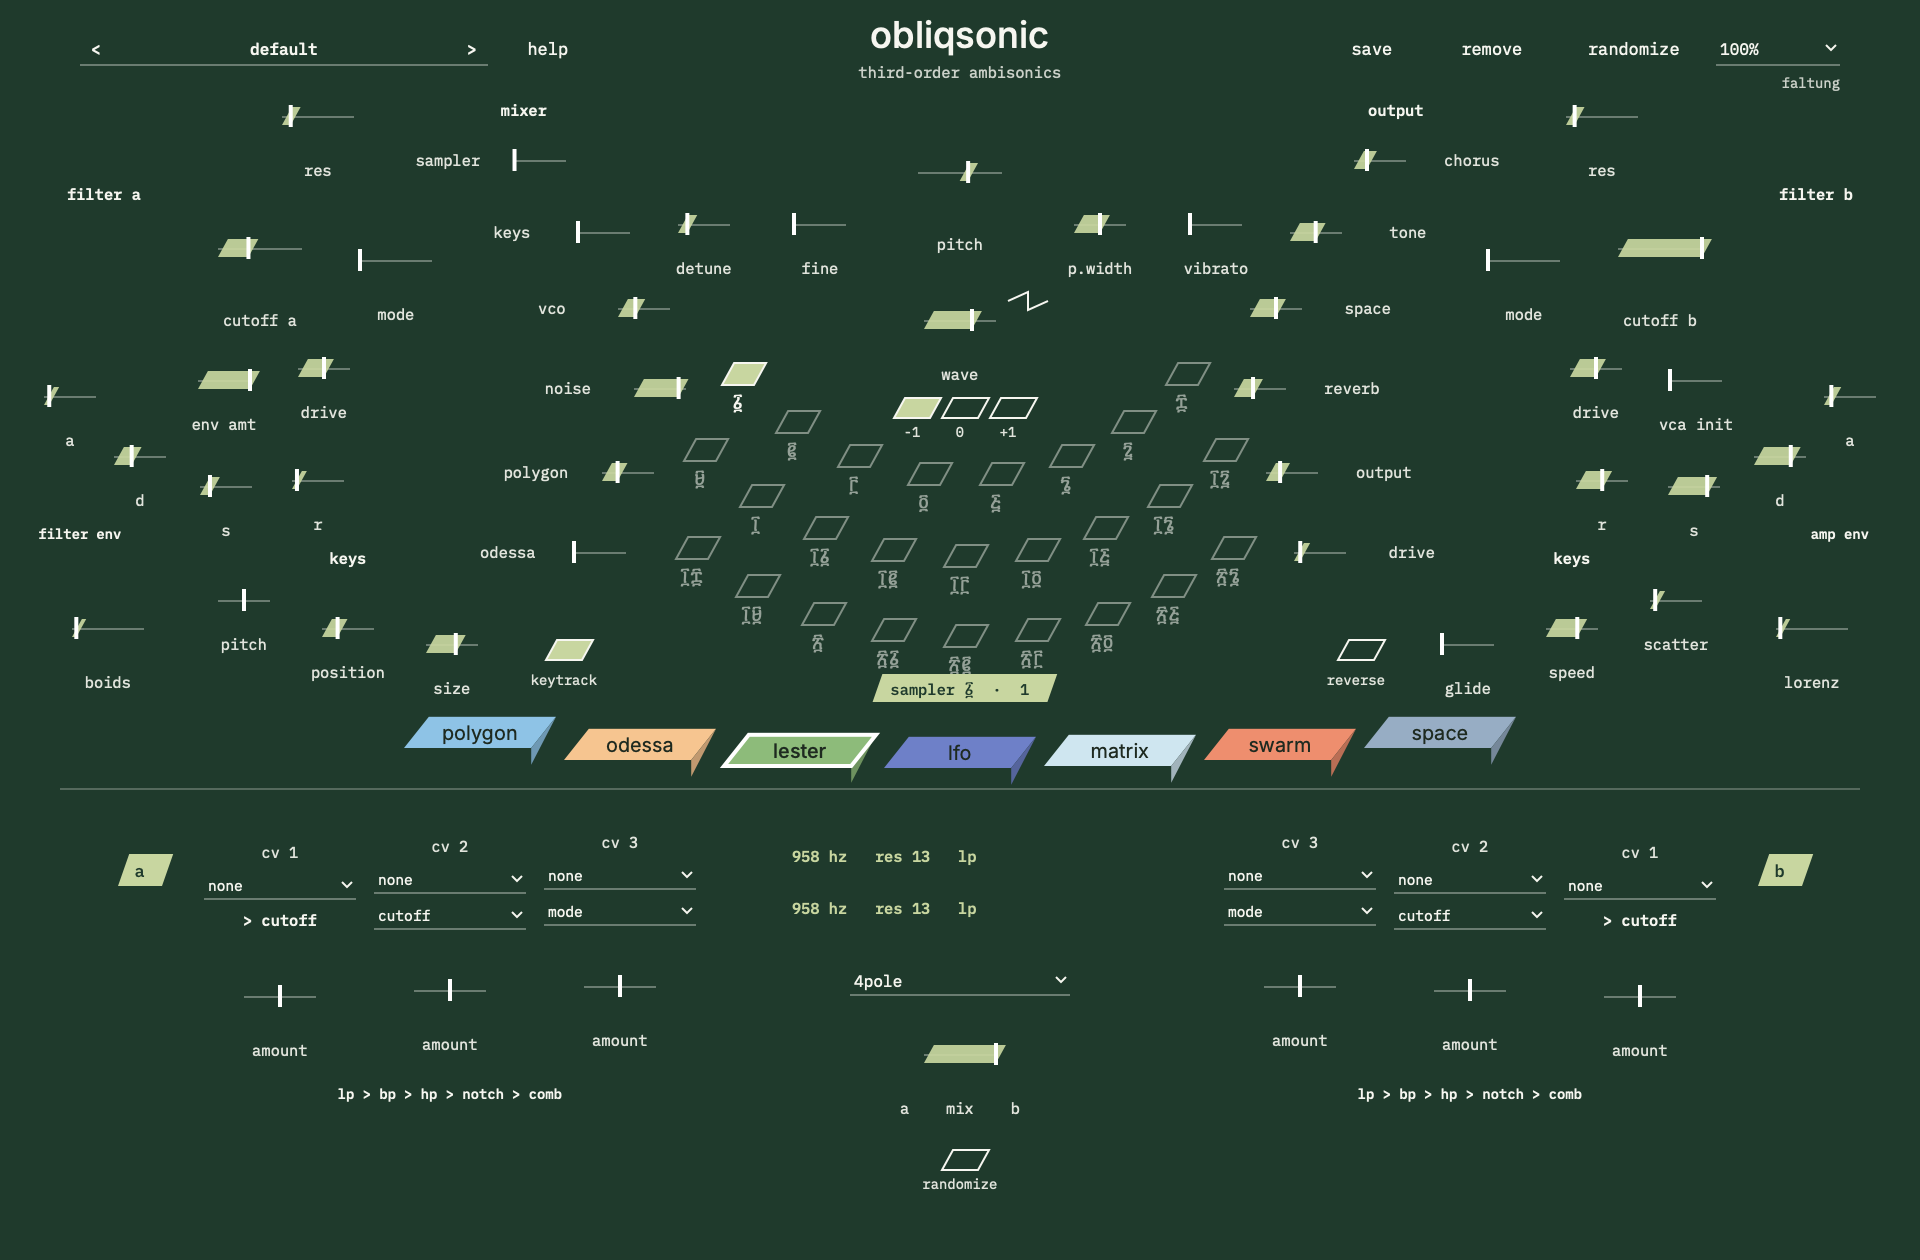 < default > help
obliqsonic
third-order ambisonics
save remove randomize 100%
faltung
res
mixer
output
res
sampler
chorus
filter a
filter b
keys
detune
fine
pitch
p.width
vibrato
tone
cutoff a
mode
vco
space
mode
cutoff b
wave
noise
reverb
env amt
drive
-1 0 +1
drive
vca init
a
d
s
r
polygon
output
r
s
d
a
filter env
keys
odessa
drive
keys
amp env
boids
pitch
position
size
keytrack
reverse
glide
speed
scatter
lorenz
polygon
odessa
lester
lfo
matrix
swarm
space
a
cv 1
none
> cutoff
amount
cv 2
none
cutoff
amount
cv 3
none
mode
amount
lp > bp > hp > notch > comb
958 hz res 13 lp
958 hz res 13 lp
4pole
a mix b
randomize
cv 3
none
mode
amount
cv 2
none
cutoff
amount
cv 1
none
> cutoff
amount
b
lp > bp > hp > notch > comb